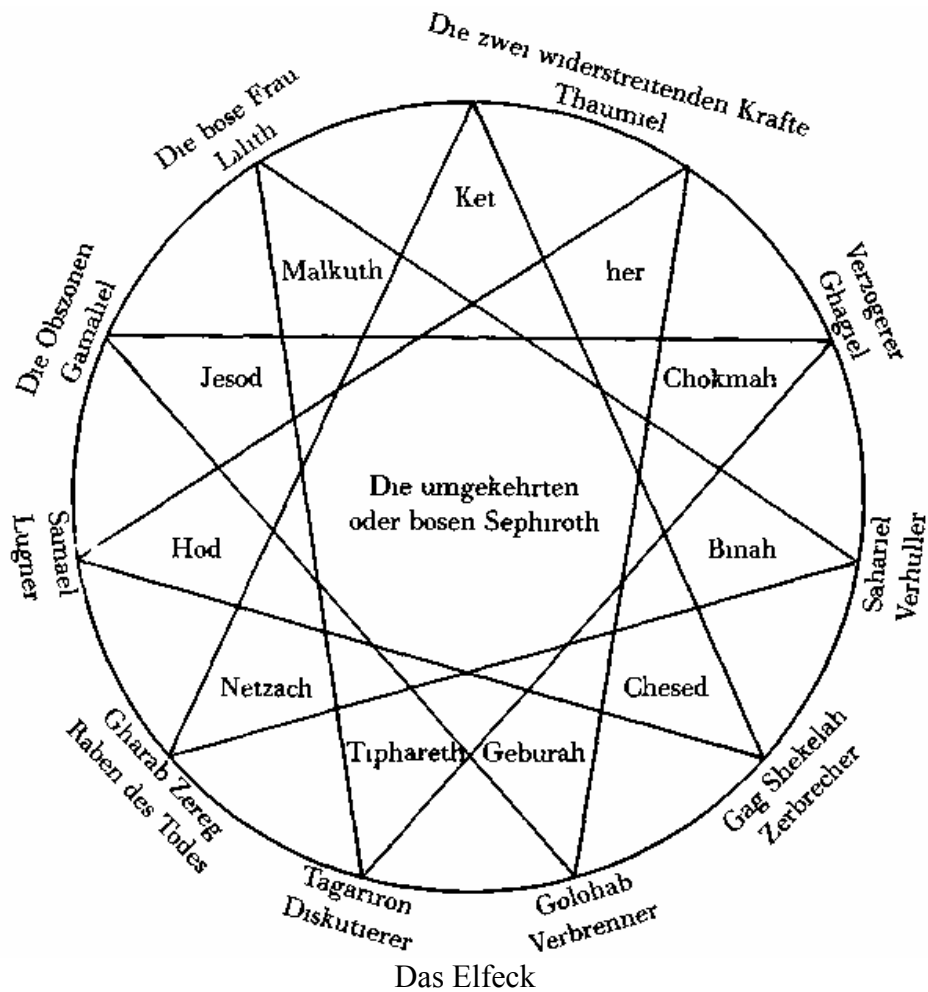 Die zwei widerstreitenden Krafte
Thaumiel
Die bose Frau
Lilith
Ket
her
Malkuth
Die Obszonen
Gamaliel
Verzogerer
Ghagiel
Jesod
Chokmah
Die umgekehrten
oder bosen Sephiroth
Samael
Lugner
Hod
Binah
Sahariel
Verhuller
Netzach
Chesed
Gharab Zereg
Raben des Todes
Tiphareth
Geburah
Gag Shekelah
Zerbrecher
Tagariron
Diskutierer
Golohab
Verbrenner
Das Elfeck